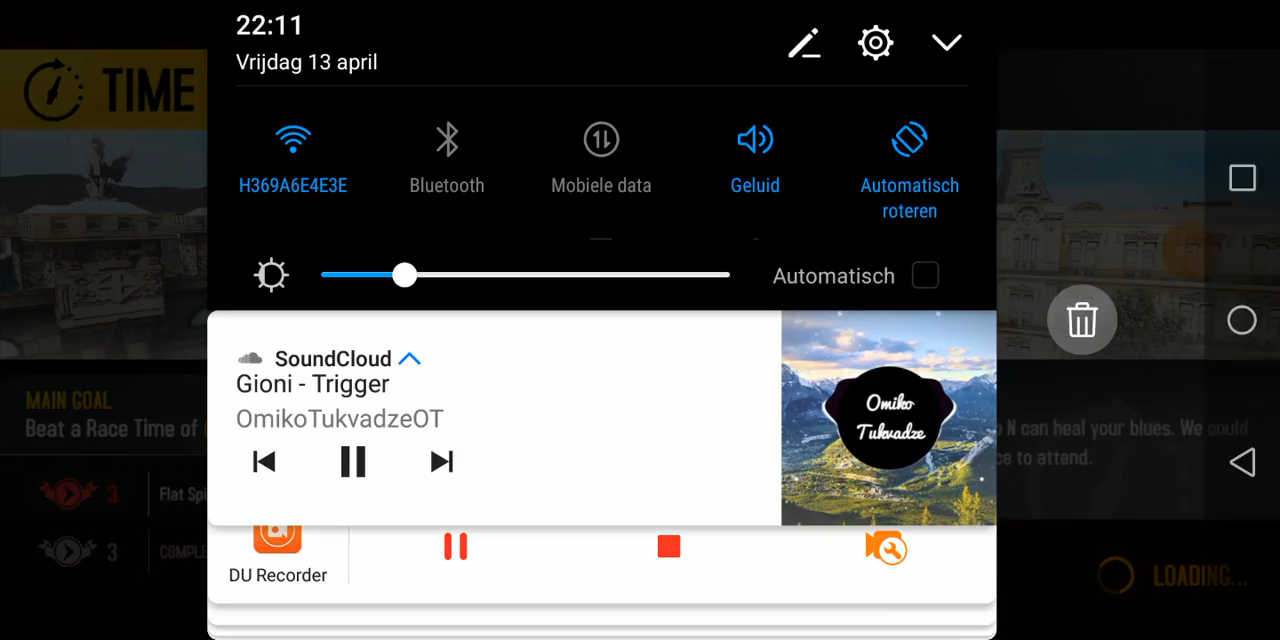 22:11
Vrijdag 13 april
TIME
H369A6E4E3E
Bluetooth
Mobiele data
Geluid
Automatisch
roteren
Automatisch
SoundCloud
Gioni - Trigger
OmikoTukvadzeOT
Omiko
Tukvadze
MAIN GOAL
Beat a Race Time of
N can heal your blues. We could
ce to attend.
3
Flat Spi
3
COMPLE
DU Recorder
LOADING...